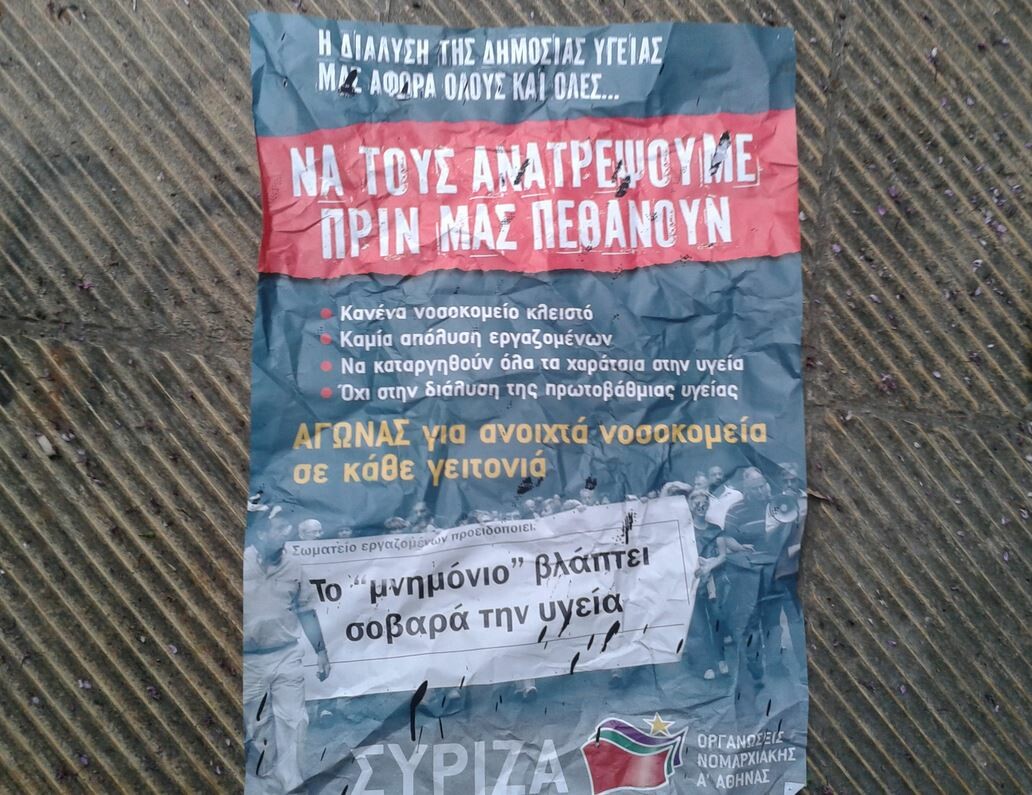 Η ΔΙΑΛΥΣΗ ΤΗΣ ΔΗΜΟΣΙΑΣ ΥΓΕΙΑΣ
ΜΑΣ ΑΦΟΡΑ ΟΛΟΥΣ ΚΑΙ ΟΛΕΣ...
ΝΑ ΤΟΥΣ ΑΝΑΤΡΕΨΟΥΜΕ
ΠΡΙΝ ΜΑΣ ΠΕΘΑΝΟΥΝ
• Κανένα νοσοκομείο κλειστό
• Καμία απόλυση εργαζομένων
• Να καταργηθούν όλα τα χαράτσια στην υγεία
• Όχι στην διάλυση της πρωτοβάθμιας υγείας
ΑΓΩΝΑΣ για ανοιχτά νοσοκομεία
σε κάθε γειτονιά
Σωματείο εργαζομένων προειδοποιεί:
Το "μνημόνιο" βλάπτει
σοβαρά την υγεία
ΣΥΡΙΖΑ
ΟΡΓΑΝΩΣΕΙΣ
ΝΟΜΑΡΧΙΑΚΗΣ
Α' ΑΘΗΝΑΣ